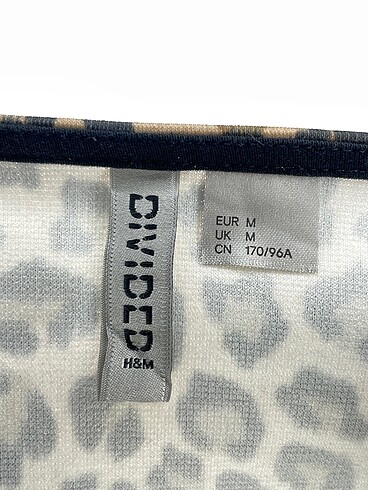 DIVIDED
H&M
EUR M
UK M
CN 170/96A